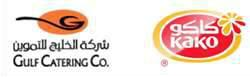 شركة الخليج للتموين
GULF CATERING CO.
كاكو
KaKO